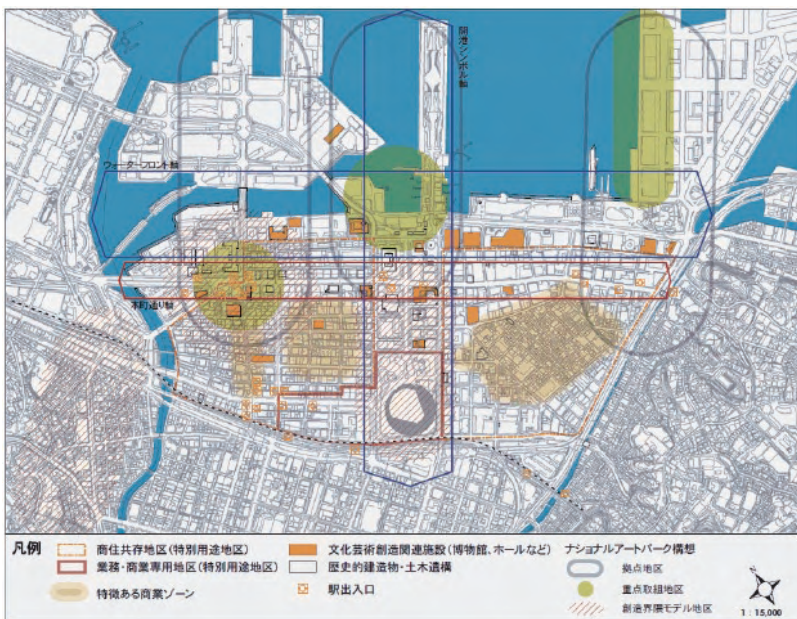 開港シンボル軸
ウォーターフロント軸
本町通り軸
凡例
商住共存地区(特別用途地区)
業務・商業専用地区(特別用途地区)
特徴ある商業ゾーン
文化芸術創造関連施設(博物館、ホールなど)
歴史的建造物・土木遺構
駅出入口
ナショナルアートパーク構想
拠点地区
重点取組地区
創造界隈モデル地区
1:15,000